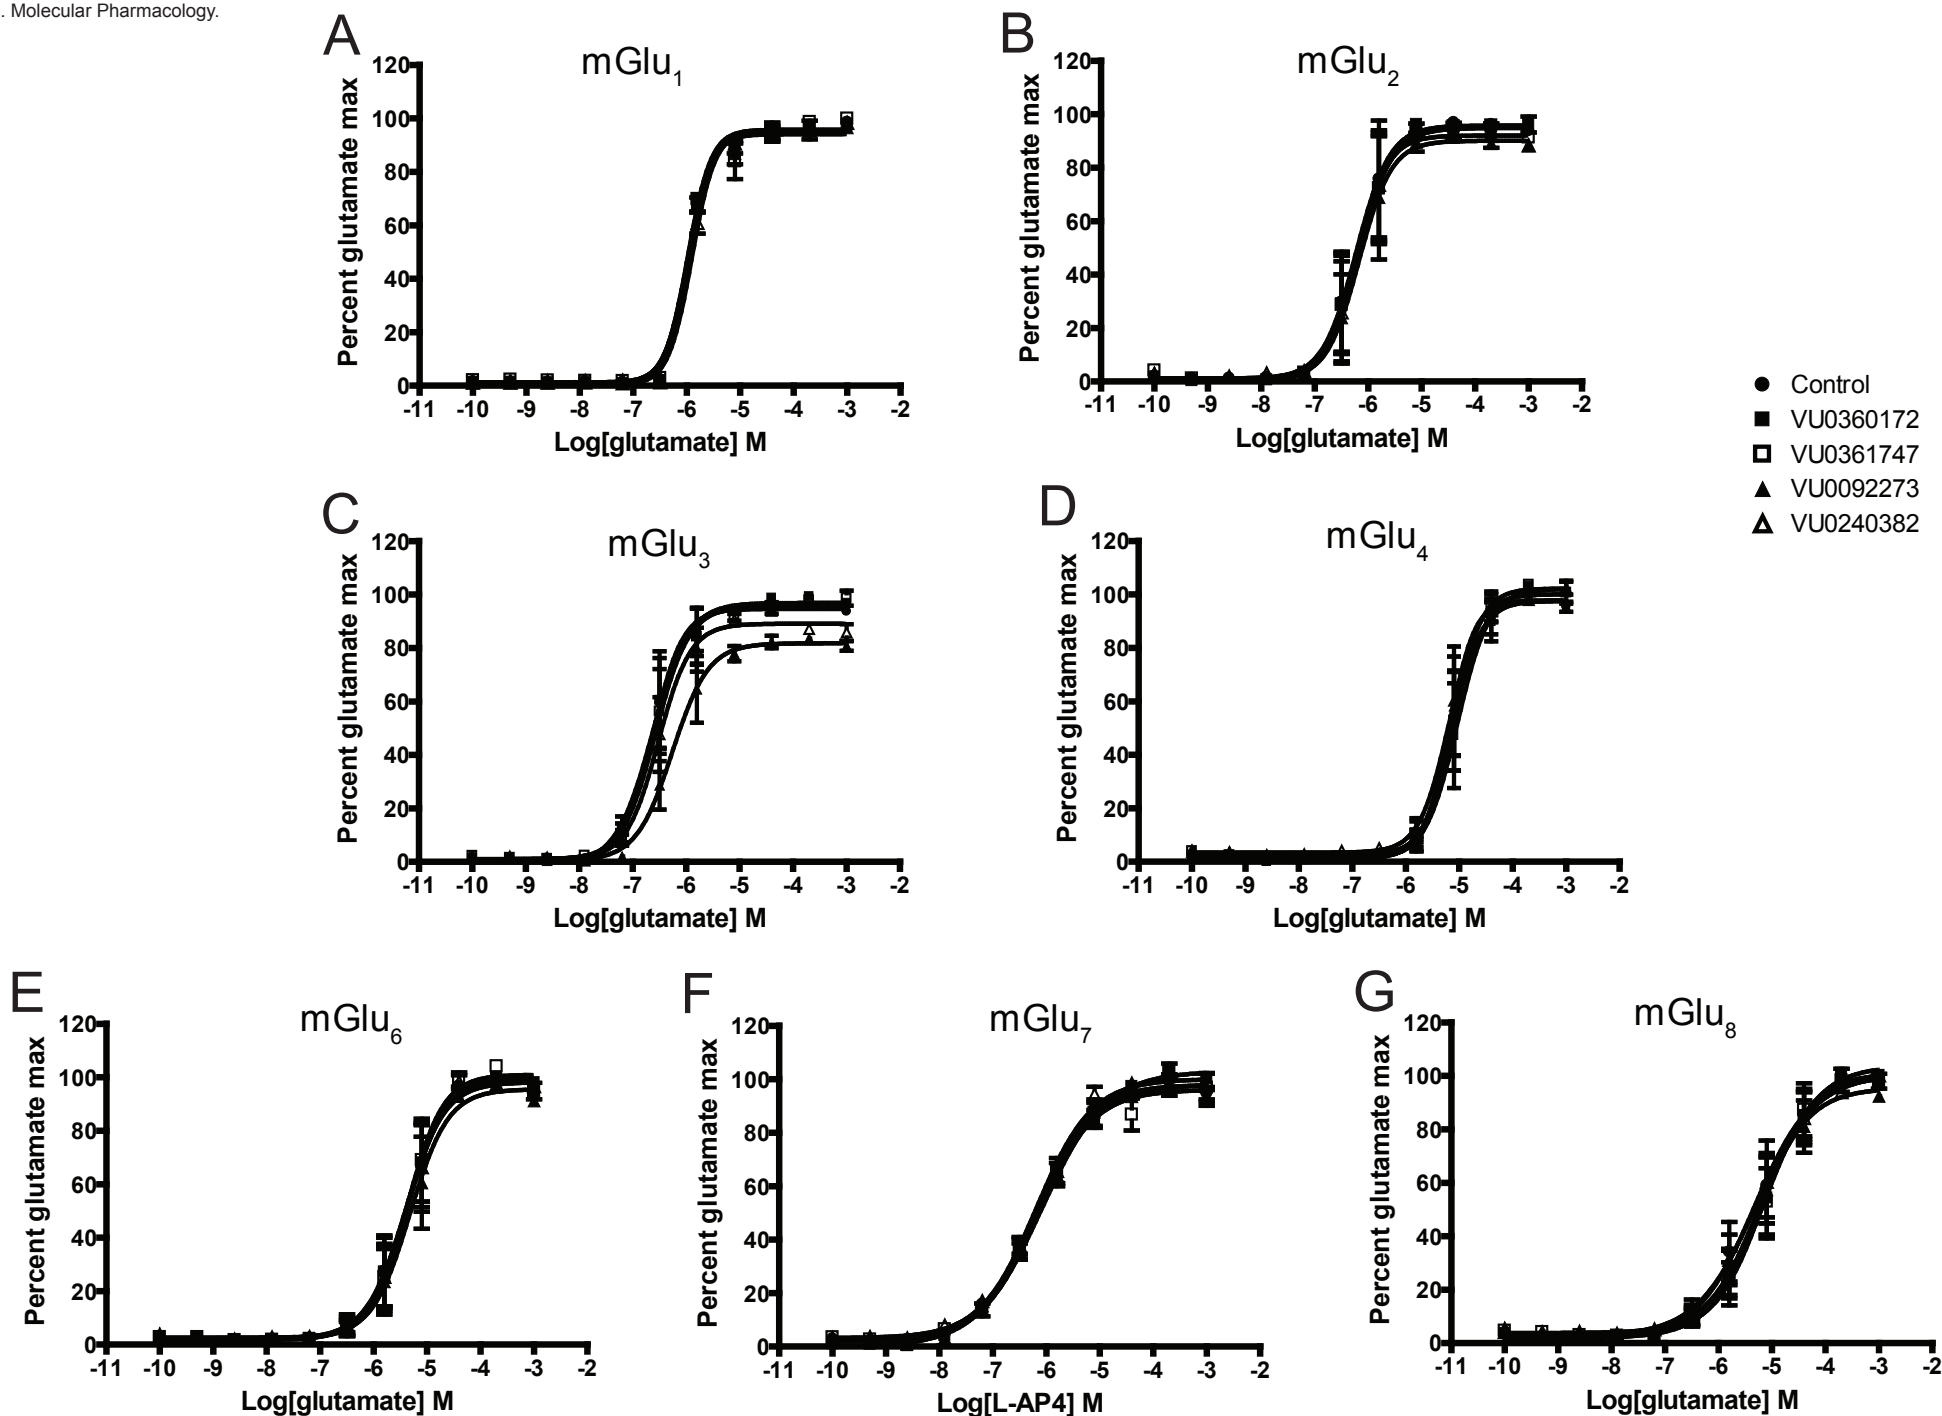 . Molecular Pharmacology.
A
mGlu1
Percent glutamate max
120
100
80
60
40
20
0
-11 -10 -9 -8 -7 -6 -5 -4 -3 -2
Log[glutamate] M
B
mGlu2
Percent glutamate max
120
100
80
60
40
20
0
-11 -10 -9 -8 -7 -6 -5 -4 -3 -2
Log[glutamate] M
Control
VU0360172
VU0361747
VU0092273
VU0240382
C
mGlu3
Percent glutamate max
120
100
80
60
40
20
0
-11 -10 -9 -8 -7 -6 -5 -4 -3 -2
Log[glutamate] M
D
mGlu4
Percent glutamate max
120
100
80
60
40
20
0
-11 -10 -9 -8 -7 -6 -5 -4 -3 -2
Log[glutamate] M
E
mGlu6
Percent glutamate max
120
100
80
60
40
20
0
-11 -10 -9 -8 -7 -6 -5 -4 -3 -2
Log[glutamate] M
F
mGlu7
Percent glutamate max
120
100
80
60
40
20
0
-11 -10 -9 -8 -7 -6 -5 -4 -3 -2
Log[L-AP4] M
G
mGlu8
Percent glutamate max
120
100
80
60
40
20
0
-11 -10 -9 -8 -7 -6 -5 -4 -3 -2
Log[glutamate] M